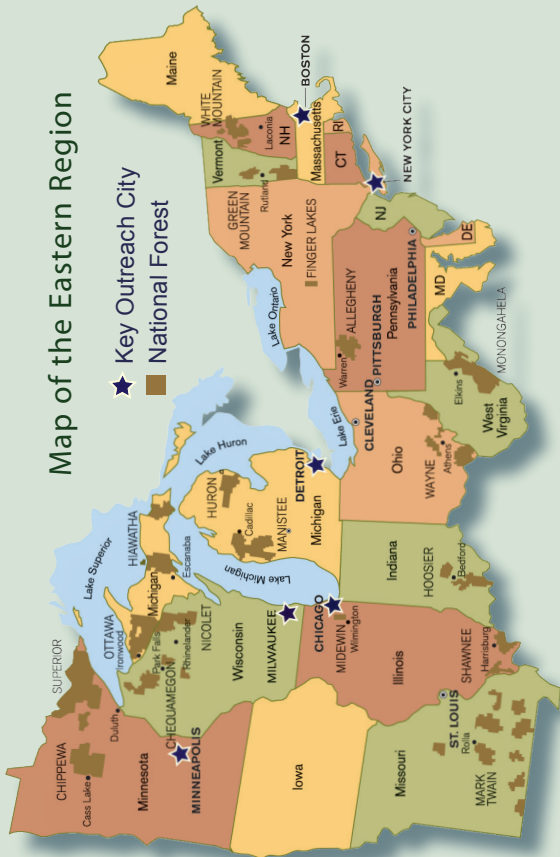 Map of the Eastern Region
Key Outreach City
National Forest
SUPERIOR
CHIPPEWA
Cass Lake
Minnesota
Duluth
MINNEAPOLIS
Lake Superior
OTTAWA
Ironwood
HIAWATHA
Michigan
Escanaba
Park Falls
Rhinelander
CHEQUAMEGON
NICOLET
Wisconsin
MILWAUKEE
Lake Michigan
Lake Huron
HURON
Cadillac
MANISTEE
Michigan
DETROIT
Iowa
CHICAGO
MIDEWIN
Wilmington
Illinois
SHAWNEE
Harrisburg
Missouri
ST. LOUIS
Rolla
MARK
TWAIN
Indiana
HOOSIER
Bedford
Ohio
WAYNE
Athens
CLEVELAND
Lake Erie
Lake Ontario
Warren
ALLEGHENY
PITTSBURGH
Pennsylvania
PHILADELPHIA
West
Virginia
Elkins
MONONGAHELA
MD
DE
NJ
New York
FINGER LAKES
GREEN
MOUNTAIN
Rutland
Vermont
WHITE
MOUNTAIN
Laconia
NH
Maine
Massachusetts
BOSTON
RI
CT
NEW YORK CITY